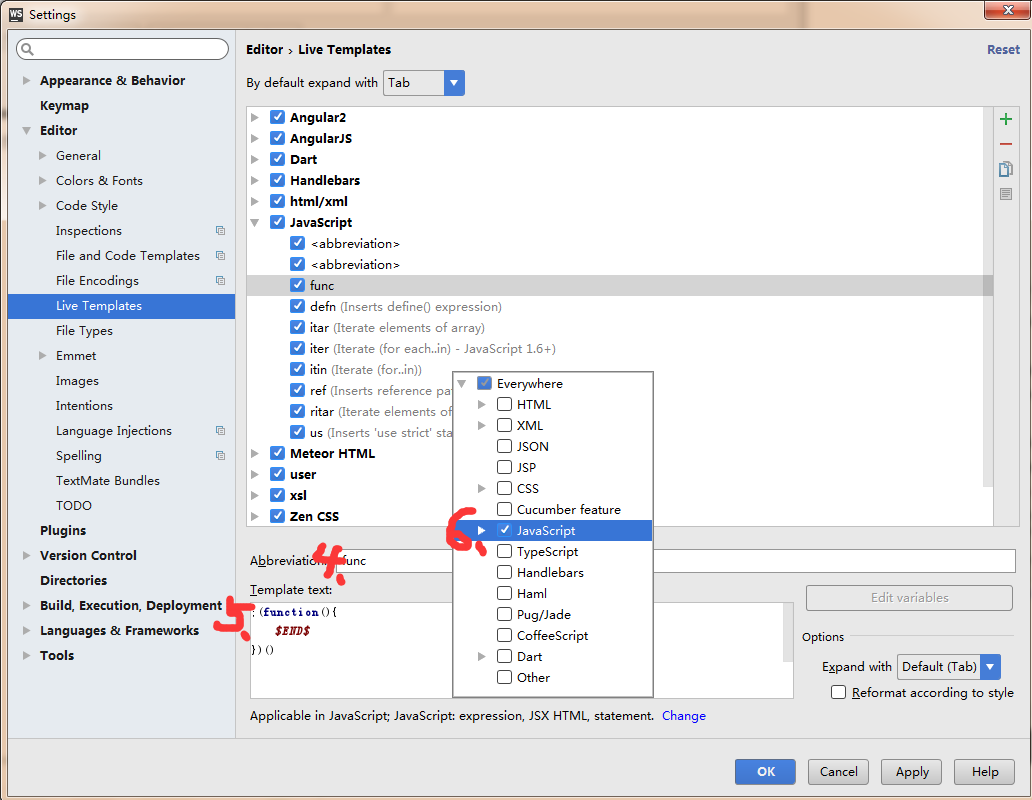 WS Settings
Editor › Live Templates
Reset
By default expand with Tab
Appearance & Behavior
Keymap
Editor
General
Colors & Fonts
Code Style
Inspections
File and Code Templates
File Encodings
Live Templates
File Types
Emmet
Images
Intentions
Language Injections
Spelling
TextMate Bundles
TODO
Plugins
Version Control
Directories
Build, Execution, Deployment
Languages & Frameworks
Tools
Angular2
AngularJS
Dart
Handlebars
html/xml
JavaScript
<abbreviation>
<abbreviation>
func
defn (Inserts define() expression)
itar (Iterate elements of array)
iter (Iterate (for each..in) - JavaScript 1.6+)
itin (Iterate (for..in))
ref (Inserts reference
ritar (Iterate elements of
us (Inserts 'use strict'
Meteor HTML
user
xsl
Zen CSS
Everywhere
HTML
XML
JSON
JSP
CSS
Cucumber feature
JavaScript
TypeScript
Handlebars
Haml
Pug/Jade
CoffeeScript
Dart
Other
6.
4.
5.
Abbreviation: func
Template text:
;(function(){
$END$
})()
Edit variables
Options
Expand with Default (Tab)
Reformat according to style
Applicable in JavaScript; JavaScript: expression, JSX HTML, statement. Change
OK
Cancel
Apply
Help